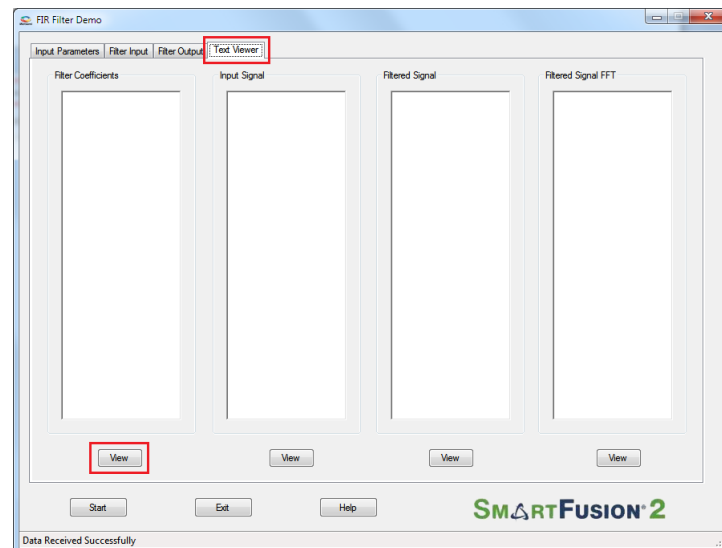 FIR Filter Demo
Input Parameters Filter Input Filter Output Text Viewer
Filter Coefficients Input Signal Filtered Signal Filtered Signal FFT
View View View View
Start Exit Help SMARTFUSION®2
Data Received Successfully